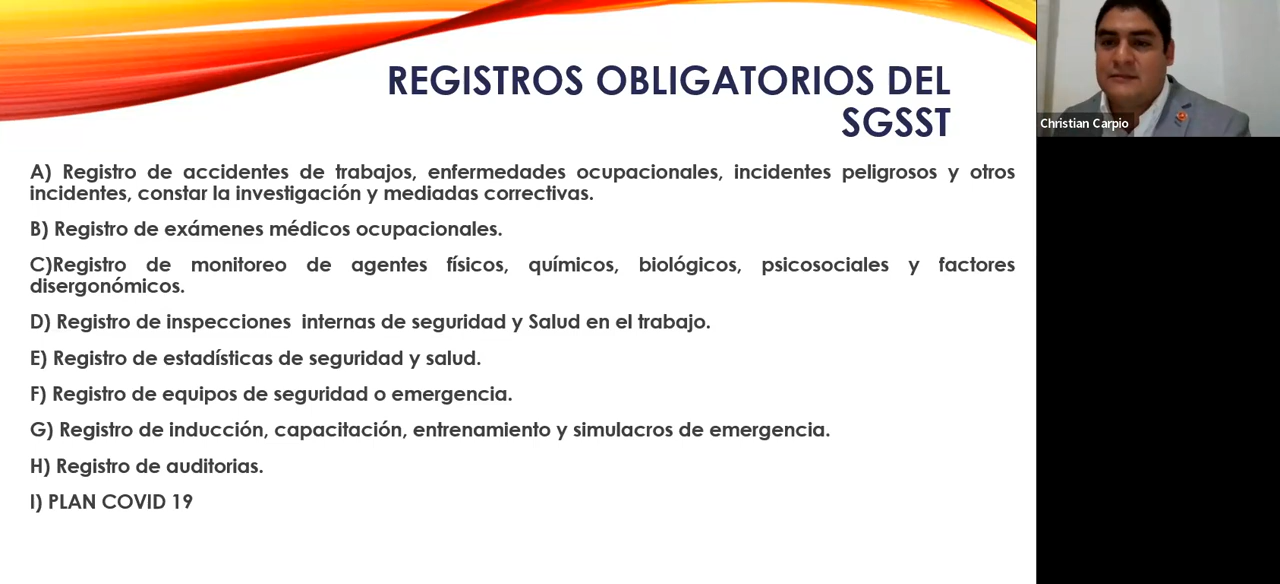 REGISTROS OBLIGATORIOS DEL
SGSST
A) Registro de accidentes de trabajos, enfermedades ocupacionales, incidentes peligrosos y otros
incidentes, constar la investigación y mediadas correctivas.
B) Registro de exámenes médicos ocupacionales.
C)Registro de monitoreo de agentes físicos, químicos, biológicos, psicosociales y factores
disergonómicos.
D) Registro de inspecciones internas de seguridad y Salud en el trabajo.
E) Registro de estadísticas de seguridad y salud.
F) Registro de equipos de seguridad o emergencia.
G) Registro de inducción, capacitación, entrenamiento y simulacros de emergencia.
H) Registro de auditorias.
I) PLAN COVID 19
Christian Carpio